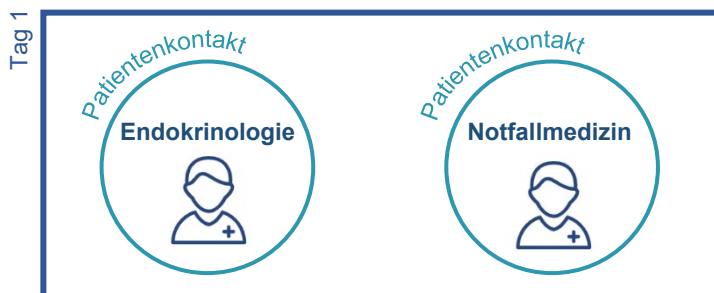 Tag 1
Patientenkontakt
Endokrinologie
Patientenkontakt
Notfallmedizin